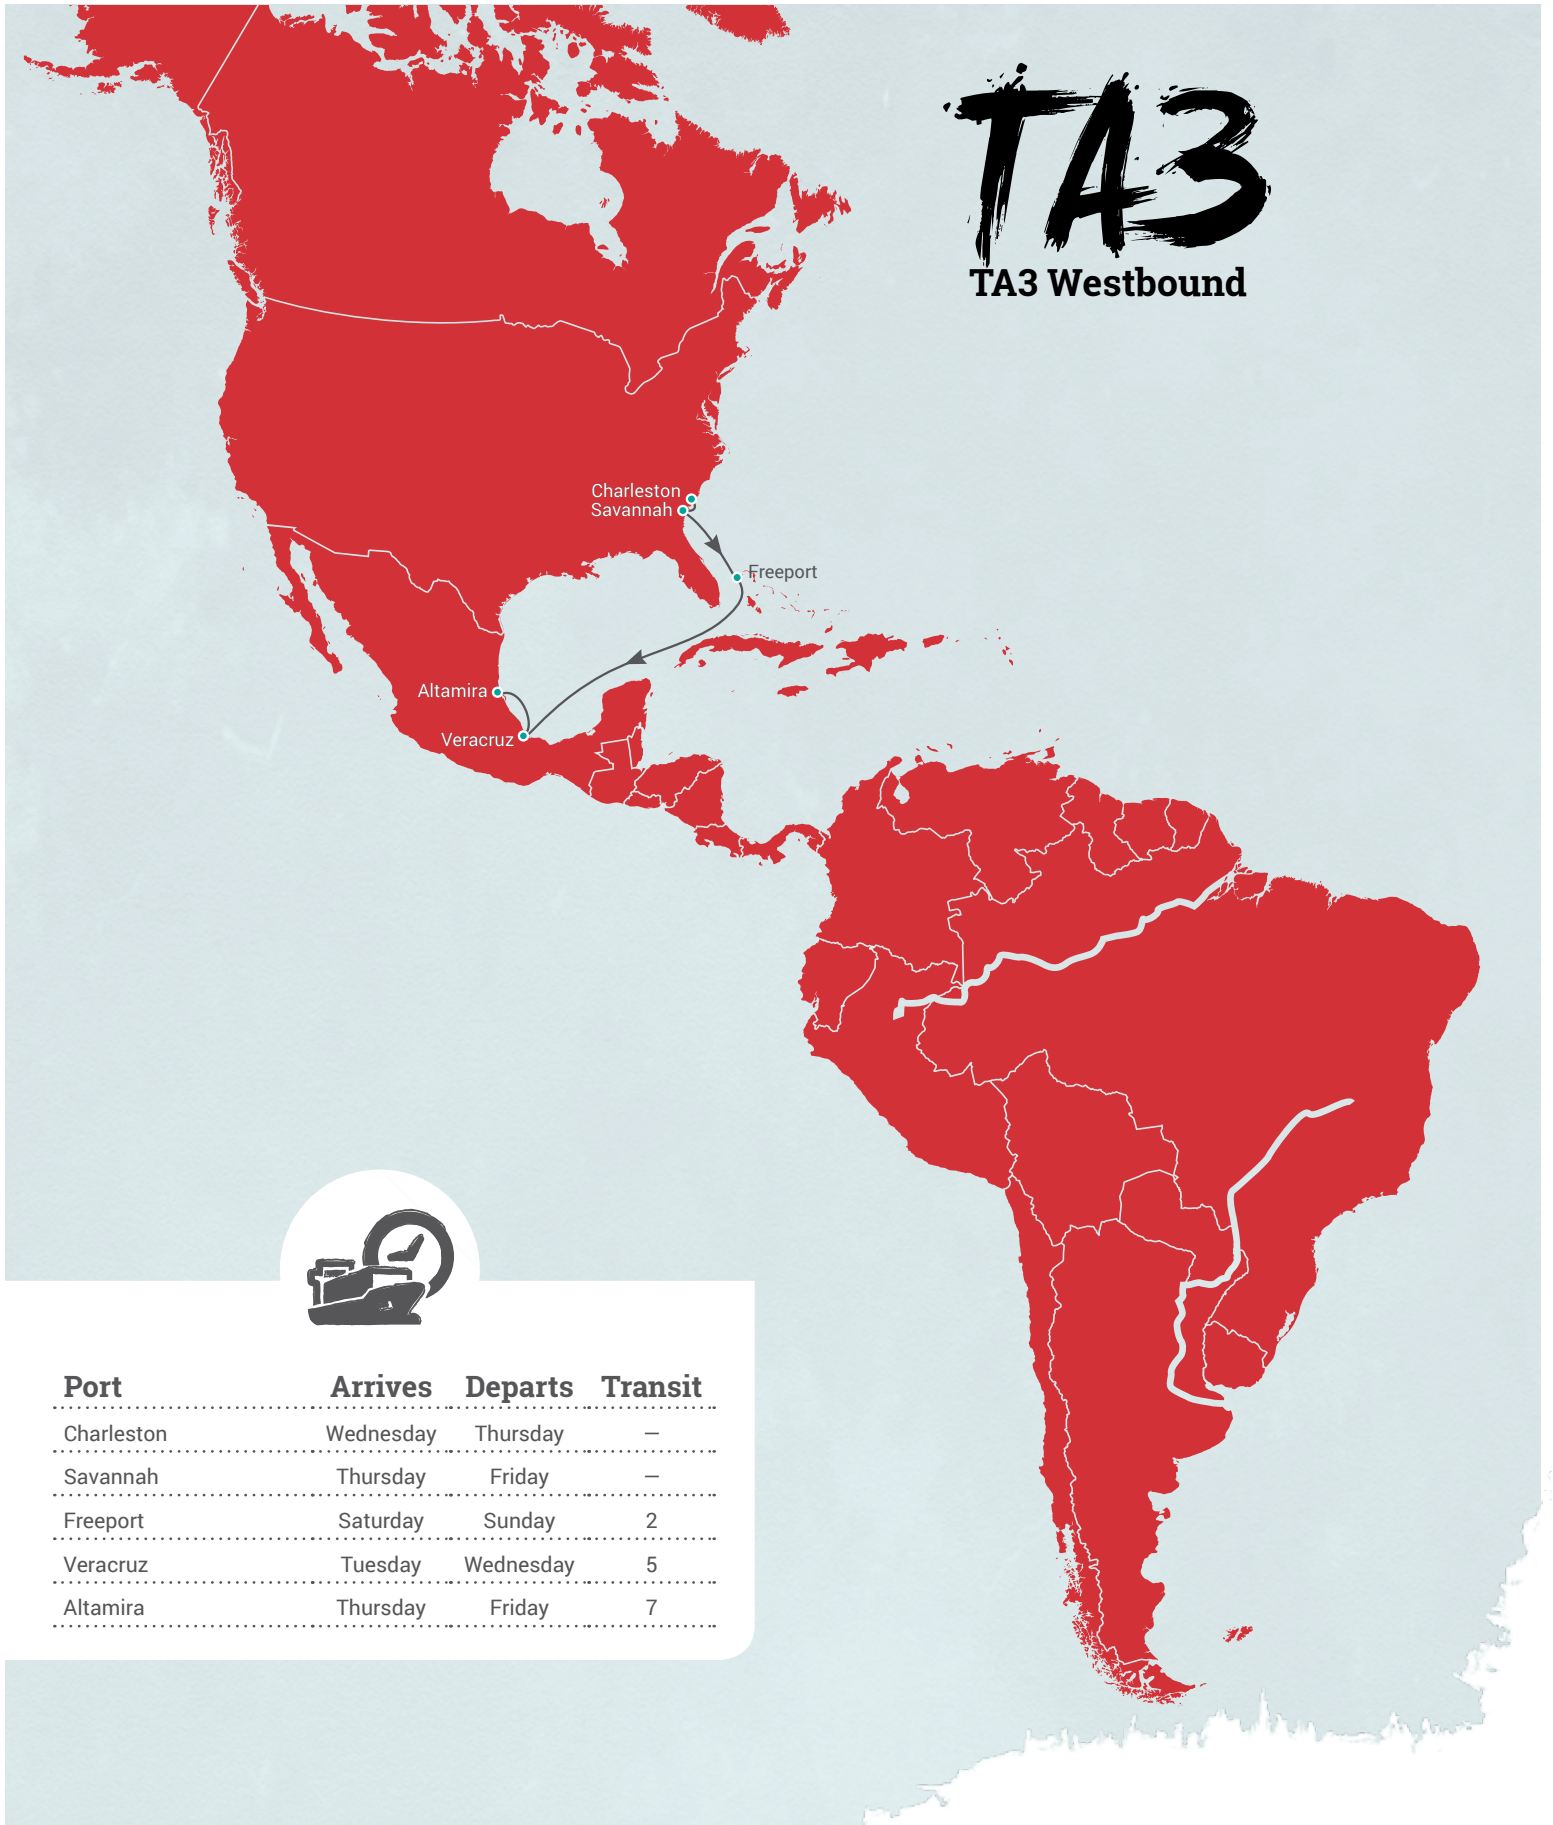 TA3
TA3 Westbound
Charleston
Savannah
Freeport
Altamira
Veracruz
Port Arrives Departs Transit
Charleston Wednesday Thursday —
Savannah Thursday Friday —
Freeport Saturday Sunday 2
Veracruz Tuesday Wednesday 5
Altamira Thursday Friday 7